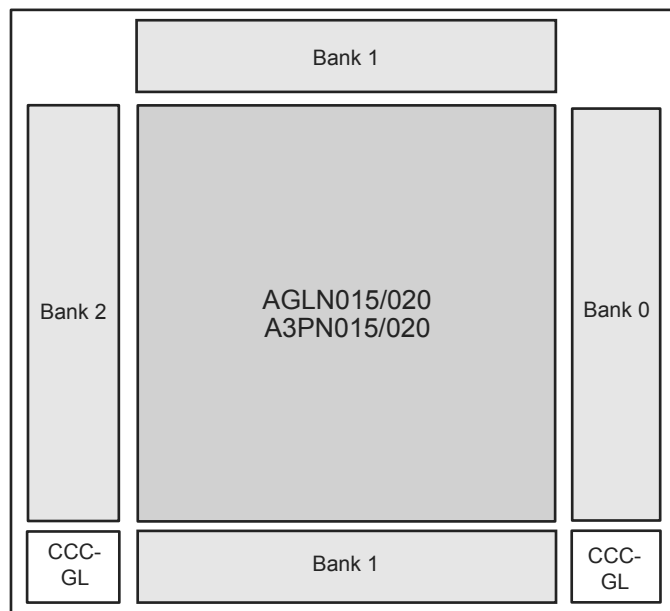 Bank 1
Bank 2
AGLN015/020
A3PN015/020
Bank 0
CCC-
GL
Bank 1
CCC-
GL